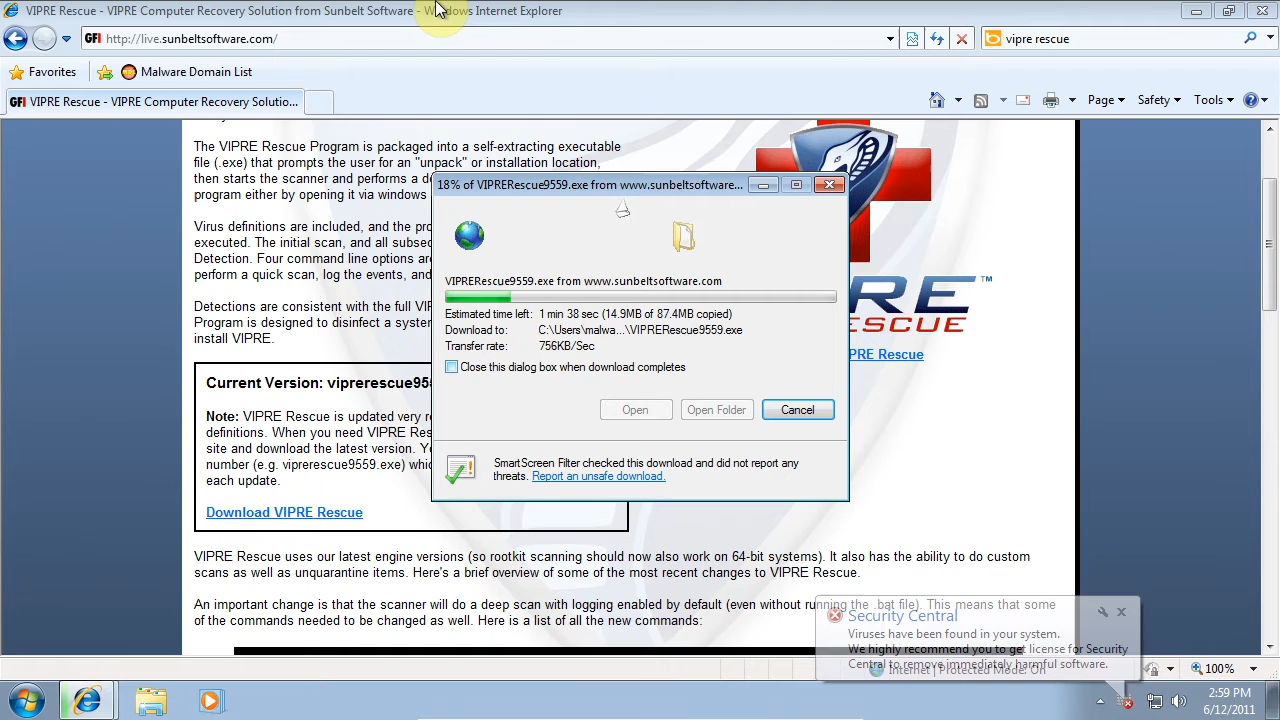 VIPRE Rescue - VIPRE Computer Recovery Solution from Sunbelt Software - Windows Internet Explorer
GFI http://live.sunbeltsoftware.com/
vipre rescue
Favorites
Malware Domain List
GFI VIPRE Rescue - VIPRE Computer Recovery Solutio...
Page
Safety
Tools
The VIPRE Rescue Program is packaged into a self-extracting executable
file (.exe) that prompts the user for an "unpack" or installation location,
then starts the scanner and performs a de
program either by opening it via windows
Virus definitions are included, and the pro
executed. The initial scan, and all subsec
Detection. Four command line options are
perform a quick scan, log the events, and
Detections are consistent with the full VIP
Program is designed to disinfect a system
install VIPRE.
Current Version: viprerescue95
Note: VIPRE Rescue is updated very re
definitions. When you need VIPRE Res
site and download the latest version. Yo
number (e.g. viprerescue9559.exe) whic
each update.
Download VIPRE Rescue
18% of VIPRERescue9559.exe from www.sunbeltsoftware...
VIPRERescue9559.exe from www.sunbeltsoftware.com
Estimated time left: 1 min 38 sec (14.9MB of 87.4MB copied)
Download to: C:\Users\malwa...\VIPRERescue9559.exe
Transfer rate: 756KB/Sec
Close this dialog box when download completes
Open
Open Folder
Cancel
SmartScreen Filter checked this download and did not report any
threats. Report an unsafe download.
RE™
RESCUE
PRE Rescue
VIPRE Rescue uses our latest engine versions (so rootkit scanning should now also work on 64-bit systems). It also has the ability to do custom
scans as well as unquarantine items. Here's a brief overview of some of the most recent changes to VIPRE Rescue.
An important change is that the scanner will do a deep scan with logging enabled by default (even without running the .bat file). This means that some
of the commands needed to be changed as well. Here is a list of all the new commands:
Security Central
Viruses have been found in your system.
We highly recommend you to get license for Security
Central to remove immediately harmful software.
Internet | Protected Mode: On
100%
2:59 PM
6/12/2011